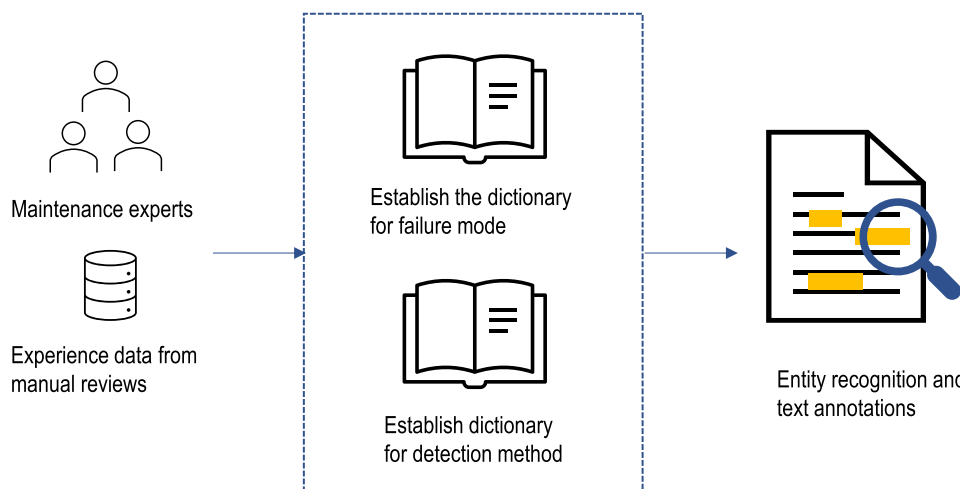 Maintenance experts
Experience data from
manual reviews
Establish the dictionary
for failure mode
Establish dictionary
for detection method
Entity recognition and
text annotations